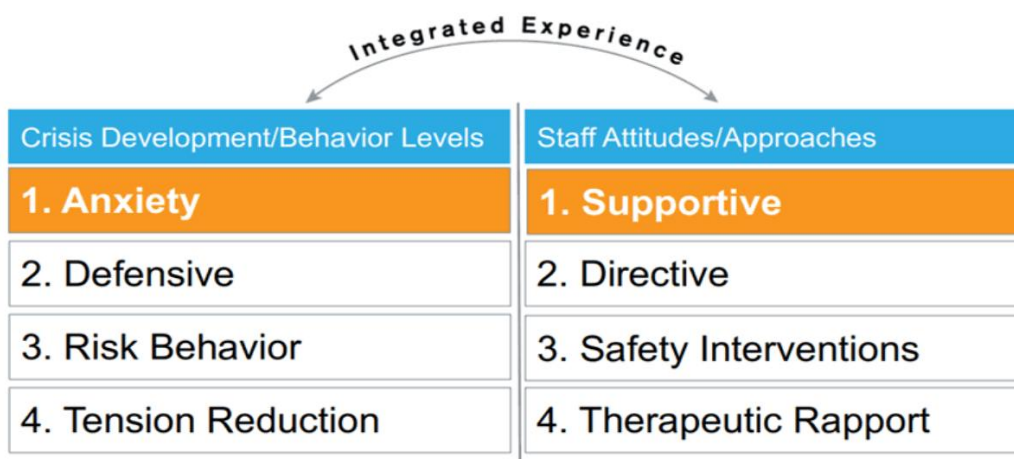 Integrated Experience
Crisis Development/Behavior Levels
Staff Attitudes/Approaches
1. Anxiety
1. Supportive
2. Defensive
2. Directive
3. Risk Behavior
3. Safety Interventions
4. Tension Reduction
4. Therapeutic Rapport